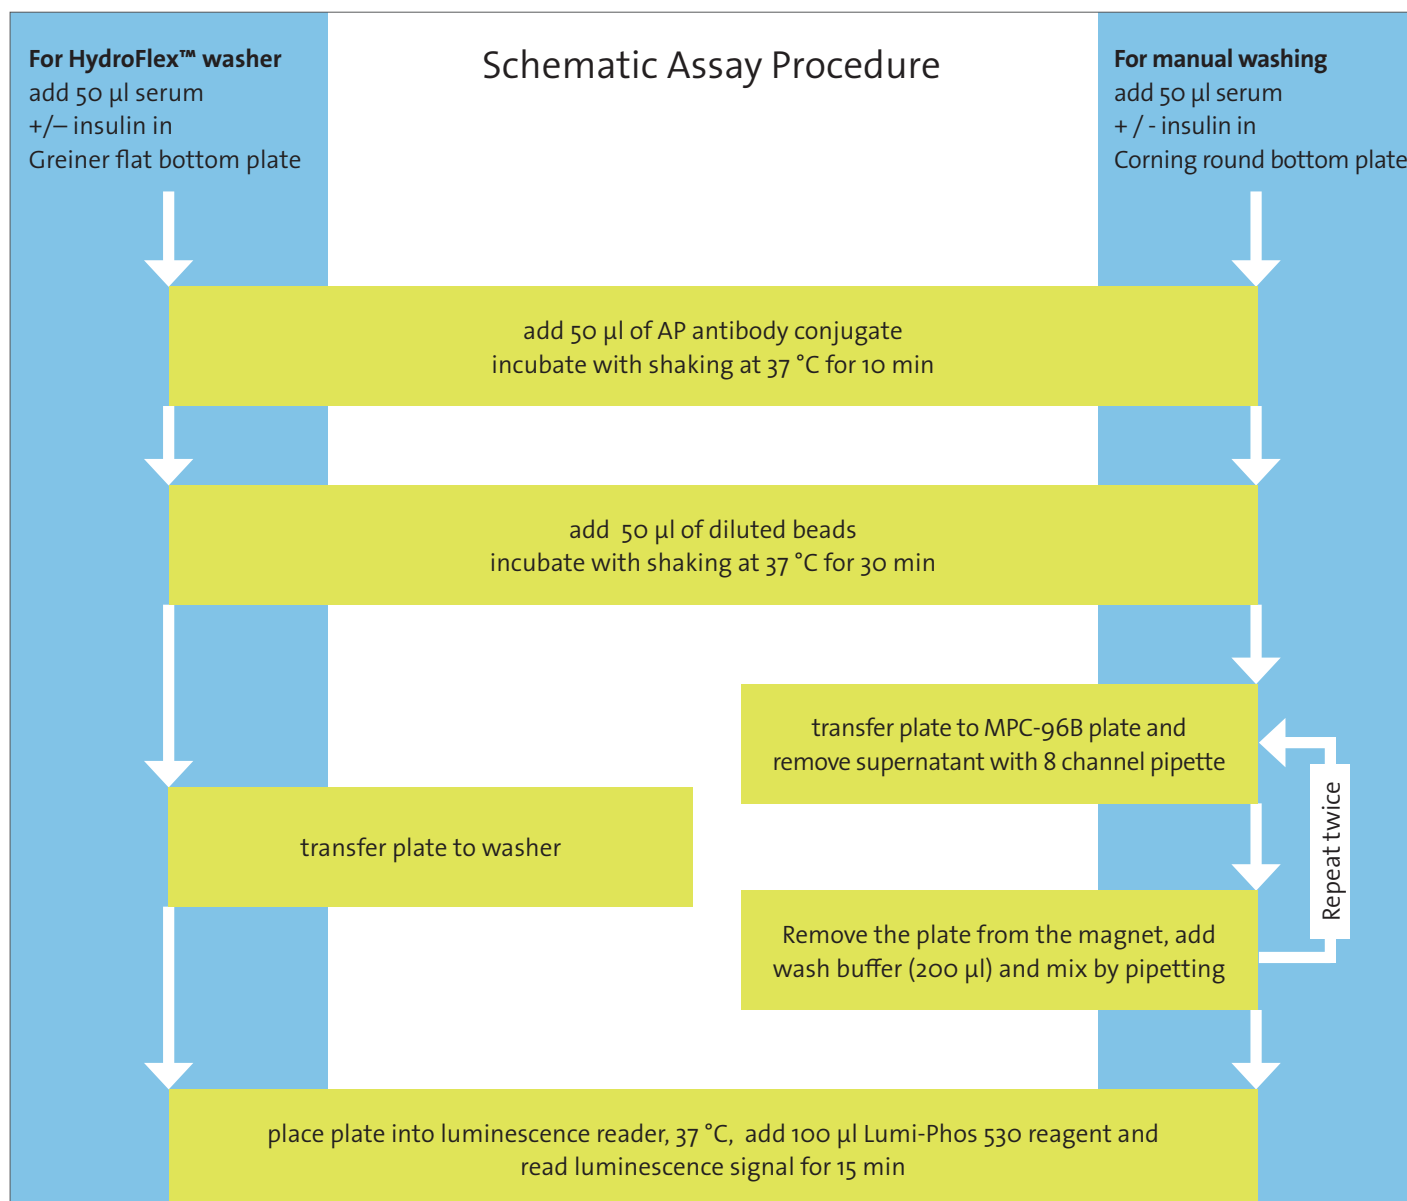 For HydroFlex™ washer
add 50 µl serum
+/– insulin in
Greiner flat bottom plate
Schematic Assay Procedure
For manual washing
add 50 µl serum
+ / - insulin in
Corning round bottom plate
add 50 µl of AP antibody conjugate
incubate with shaking at 37 °C for 10 min
add  50 µl of diluted beads
incubate with shaking at 37 °C for 30 min
transfer plate to MPC-96B plate and
remove supernatant with 8 channel pipette
Repeat twice
transfer plate to washer
Remove the plate from the magnet, add
wash buffer (200 µl) and mix by pipetting
place plate into luminescence reader, 37 °C,  add 100 µl Lumi-Phos 530 reagent and
read luminescence signal for 15 min